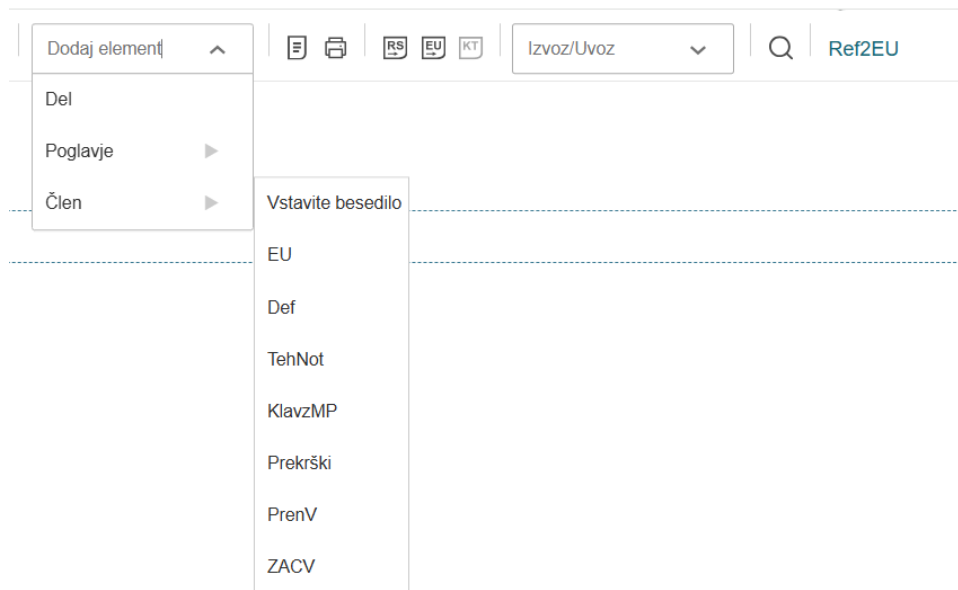 Dodaj element
RS EU KT
Izvoz/Uvoz
Ref2EU
Del
Poglavje
Člen
Vstavite besedilo
EU
Def
TehNot
KlavzMP
Prekrški
PrenV
ZACV